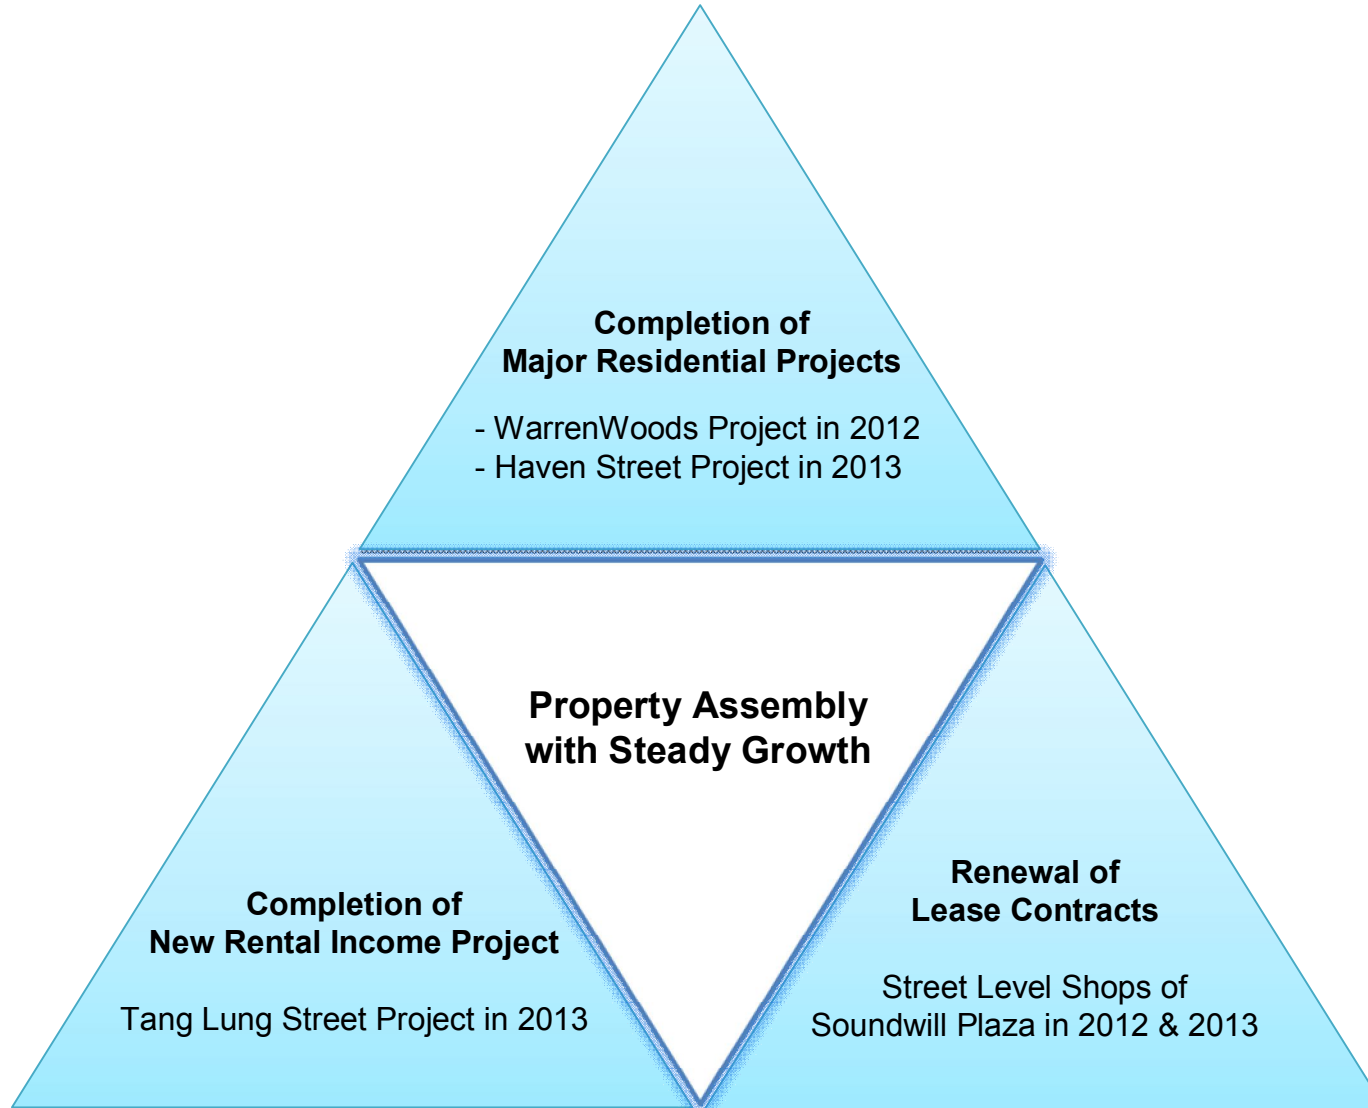 Completion of
Major Residential Projects
- WarrenWoods Project in 2012
- Haven Street Project in 2013
Property Assembly
with Steady Growth
Completion of
New Rental Income Project
Tang Lung Street Project in 2013
Renewal of
Lease Contracts
Street Level Shops of
Soundwill Plaza in 2012 & 2013